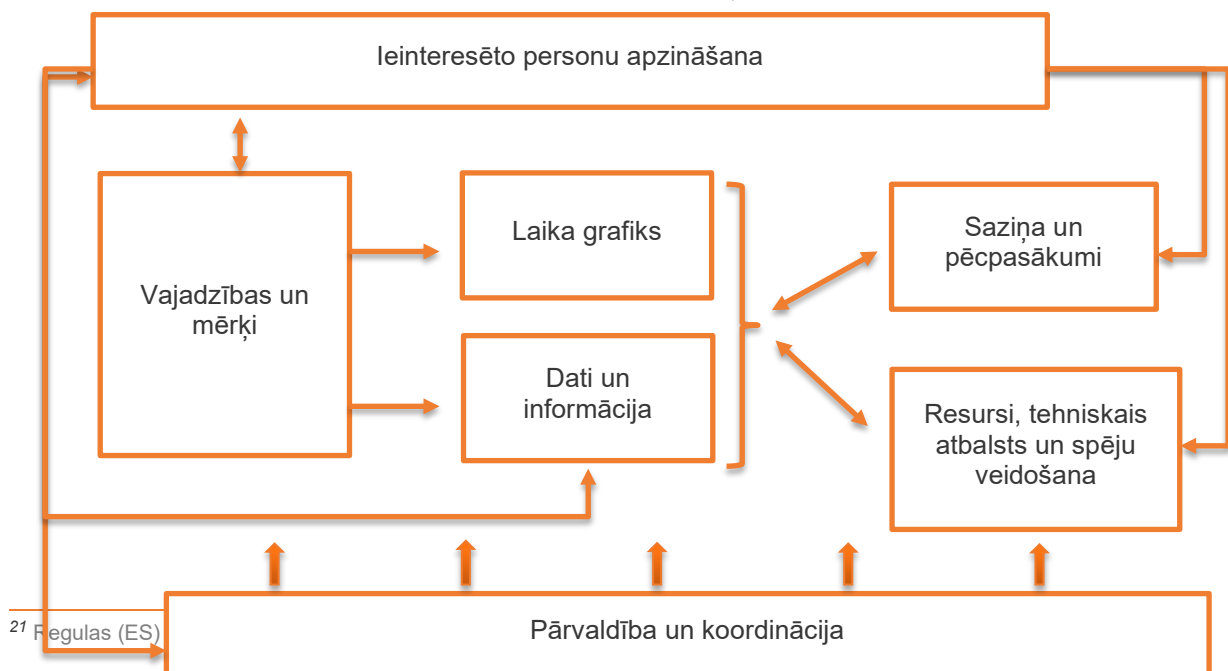 Ieinteresēto personu apzināšana
Vajadzības un
mērķi
Laika grafiks
Dati un
informācija
Saziņa un
pēcpasākumi
Resursi, tehniskais
atbalsts un spēju
veidošana
21 Regulas (ES)
Pārvaldība un koordinācija